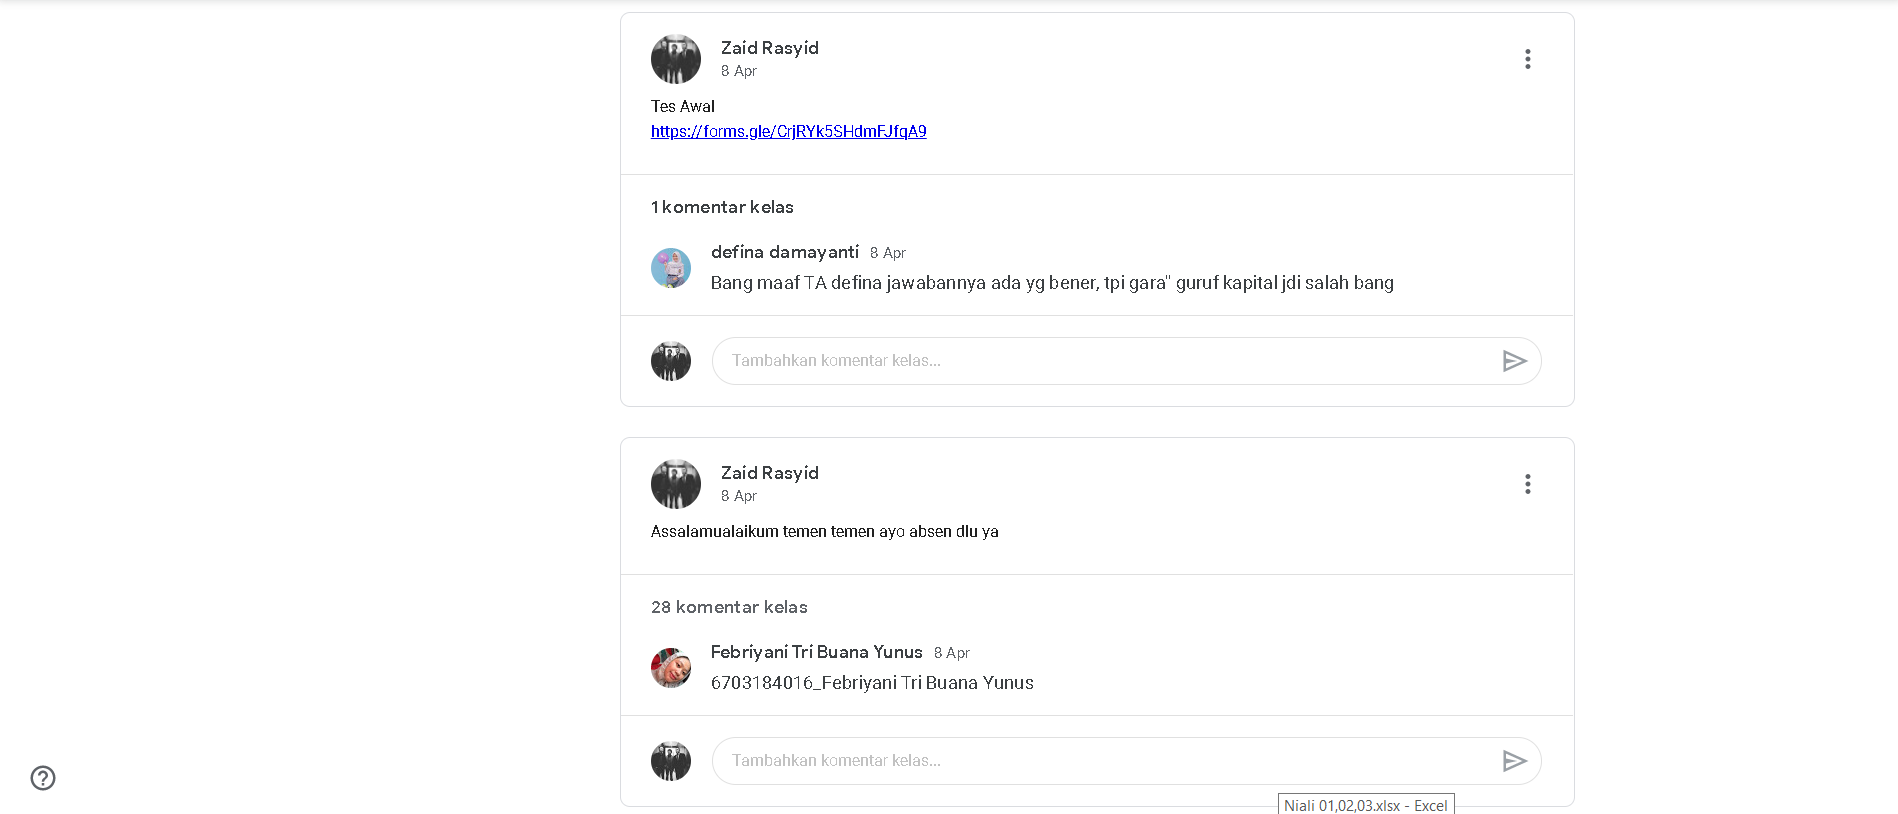 Zaid Rasyid
8 Apr
Tes Awal
https://forms.gle/CrjRYk5SHdmFJfqA9
1 komentar kelas
defina damayanti 8 Apr
Bang maaf TA defina jawabannya ada yg bener, tpi gara" guruf kapital jdi salah bang
Tambahkan komentar kelas...
Zaid Rasyid
8 Apr
Assalamualaikum temen temen ayo absen dlu ya
28 komentar kelas
Febriyani Tri Buana Yunus 8 Apr
6703184016_Febriyani Tri Buana Yunus
Tambahkan komentar kelas...
Niali 01,02,03.xlsx - Excel